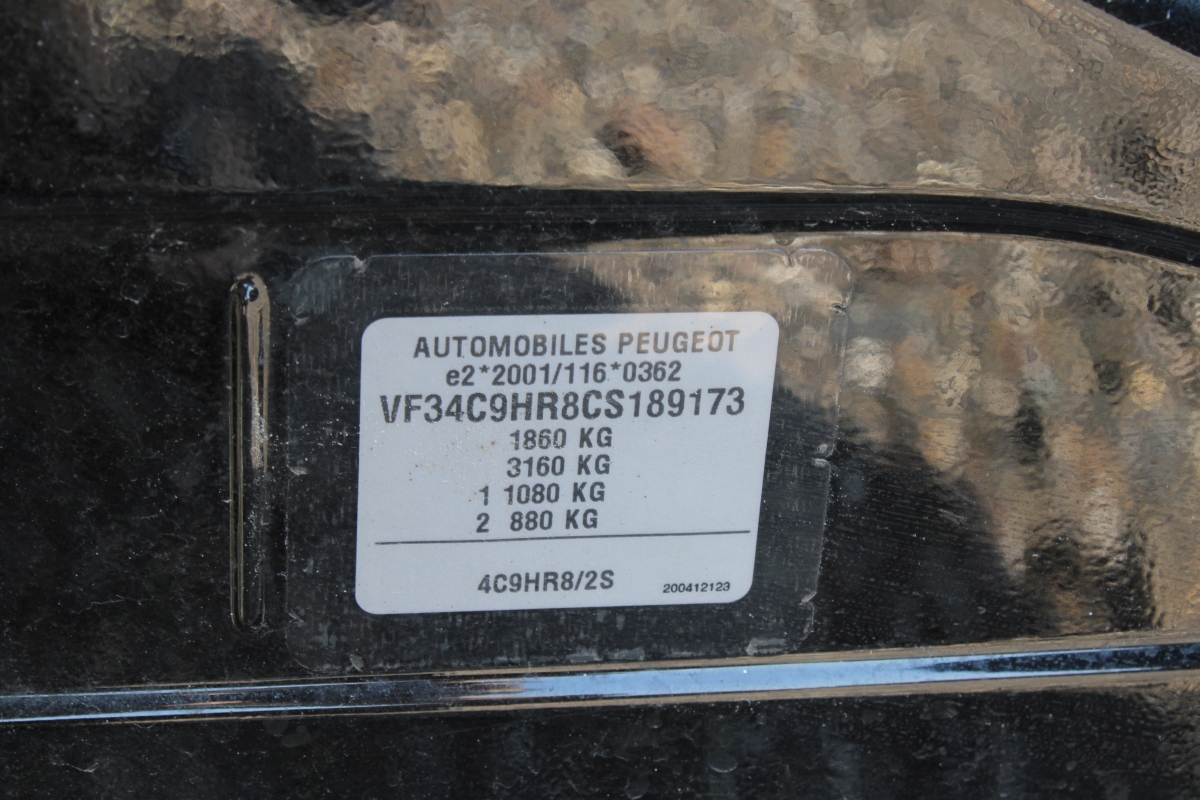 AUTOMOBILES PEUGEOT
e2*2001/116*0362
VF34C9HR8CS189173
1860 KG
3160 KG
1 1080 KG
2 880 KG
4C9HR8/2S
200412123